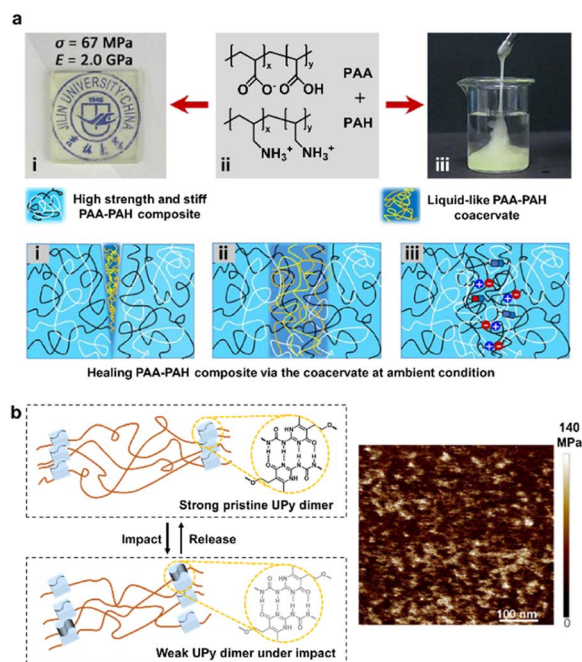 a
σ = 67 MPa
E = 2.0 GPa
JILIN UNIVERSITY·CHINA
1946
i
x
y
O
O⁻
O
OH
PAA
+
PAH
x
y
NH₃⁺
NH₃⁺
ii
iii
High strength and stiff
PAA-PAH composite
Liquid-like PAA-PAH
coacervate
i
ii
iii
Healing PAA-PAH composite via the coacervate at ambient condition
b
Strong pristine UPy dimer
Impact
Release
Weak UPy dimer under impact
140
MPa
100 nm
0